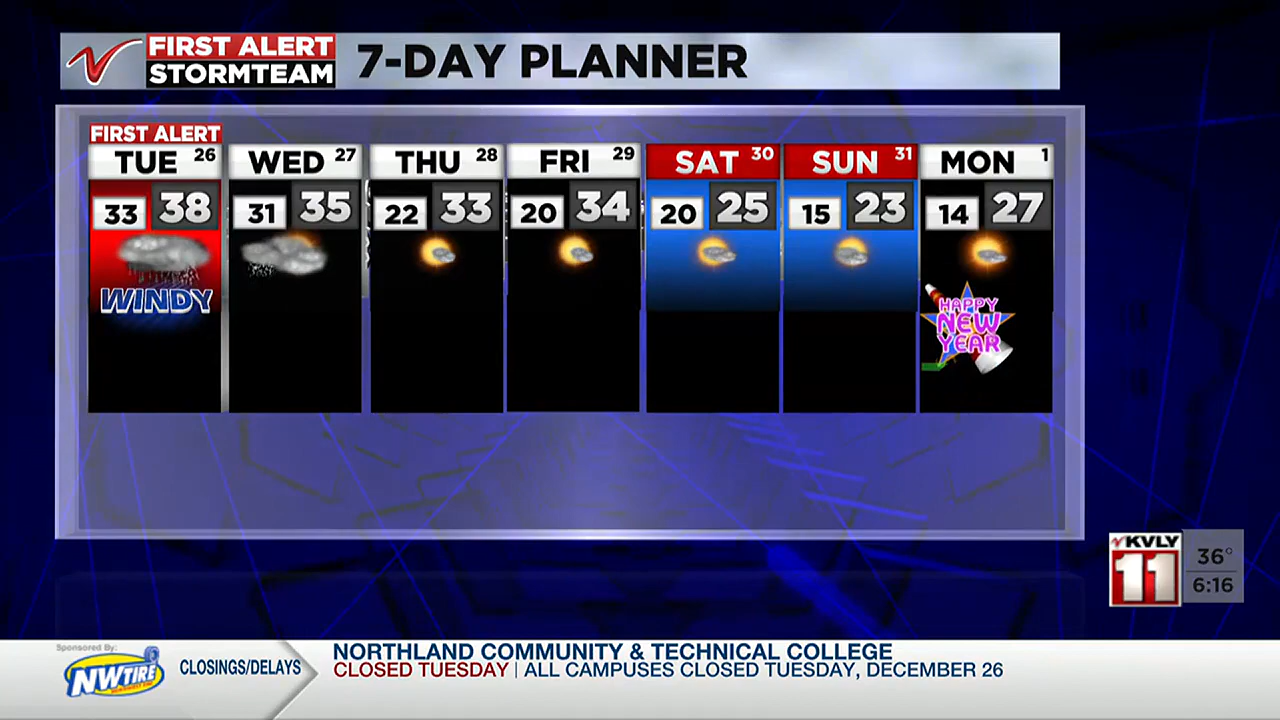 FIRST ALERT
STORMTEAM
7-DAY PLANNER
FIRST ALERT
TUE 26
33 38
WINDY
WED 27
31 35
THU 28
22 33
FRI 29
20 34
SAT 30
20 25
SUN 31
15 23
MON 1
14 27
HAPPY
NEW
YEAR
KVLY
11
36°
6:16
Sponsored By:
NW TIRE
CLOSINGS/DELAYS
NORTHLAND COMMUNITY & TECHNICAL COLLEGE
CLOSED TUESDAY | ALL CAMPUSES CLOSED TUESDAY, DECEMBER 26